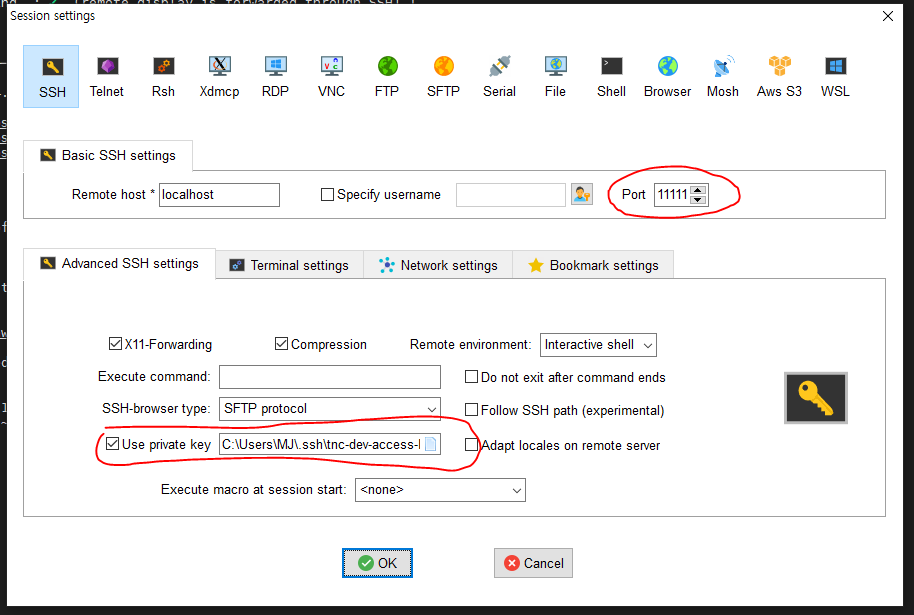 Session settings
SSH Telnet Rsh Xdmcp RDP VNC FTP SFTP Serial File Shell Browser Mosh Aws S3 WSL
Basic SSH settings
Remote host * localhost Specify username Port 11111
Advanced SSH settings Terminal settings Network settings Bookmark settings
X11-Forwarding Compression Remote environment: Interactive shell
Execute command: Do not exit after command ends
SSH-browser type: SFTP protocol Follow SSH path (experimental)
Use private key C:\Users\MJ\.ssh\tnc-dev-access- Adapt locales on remote server
Execute macro at session start: <none>
OK Cancel